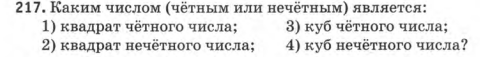 217. Каким числом (чётным или нечётным) является:
1) квадрат чётного числа; 3) куб чётного числа;
2) квадрат нечётного числа; 4) куб нечётного числа?